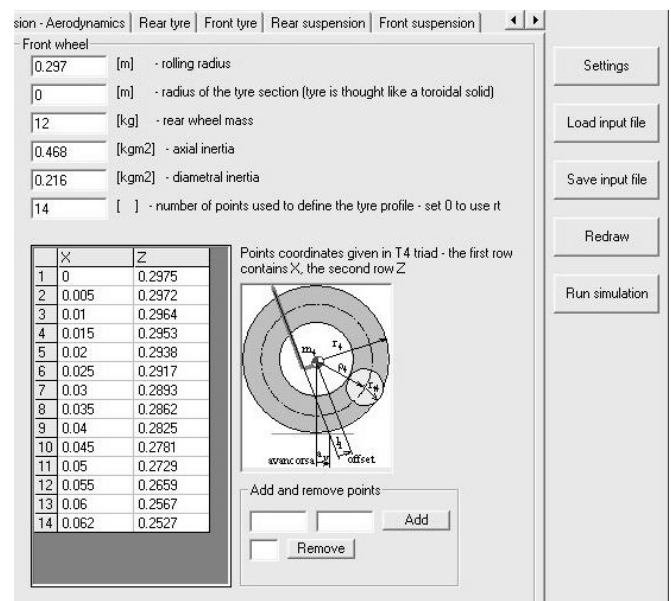 sion - Aerodynamics | Rear tyre | Front tyre | Rear suspension | Front suspension
Front wheel
0.297 [m] - rolling radius
0 [m] - radius of the tyre section (tyre is thought like a toroidal solid)
12 [kg] - rear wheel mass
0.468 [kgm2] - axial inertia
0.216 [kgm2] - diametral inertia
14 [ ] - number of points used to define the tyre profile - set 0 to use rt
X Z
1 0 0.2975
2 0.005 0.2972
3 0.01 0.2964
4 0.015 0.2953
5 0.02 0.2938
6 0.025 0.2917
7 0.03 0.2893
8 0.035 0.2862
9 0.04 0.2825
10 0.045 0.2781
11 0.05 0.2729
12 0.055 0.2659
13 0.06 0.2567
14 0.062 0.2527
Points coordinates given in T4 triad - the first row
contains X, the second row Z
m4
r4
ρ4
avancorsa
offset
Add and remove points
Add
Remove
Settings
Load input file
Save input file
Redraw
Run simulation